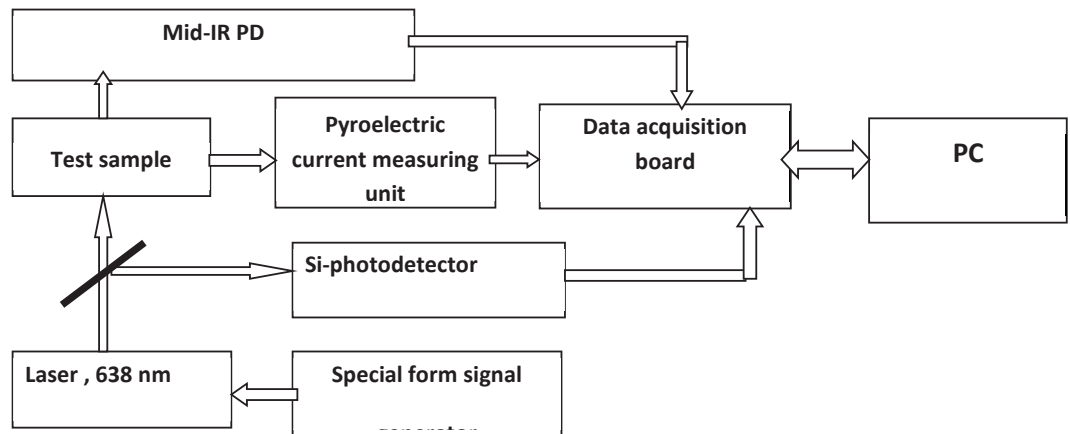 Mid-IR PD
Test sample
Pyroelectric
current measuring
unit
Data acquisition
board
PC
Si-photodetector
Laser , 638 nm
Special form signal
generator